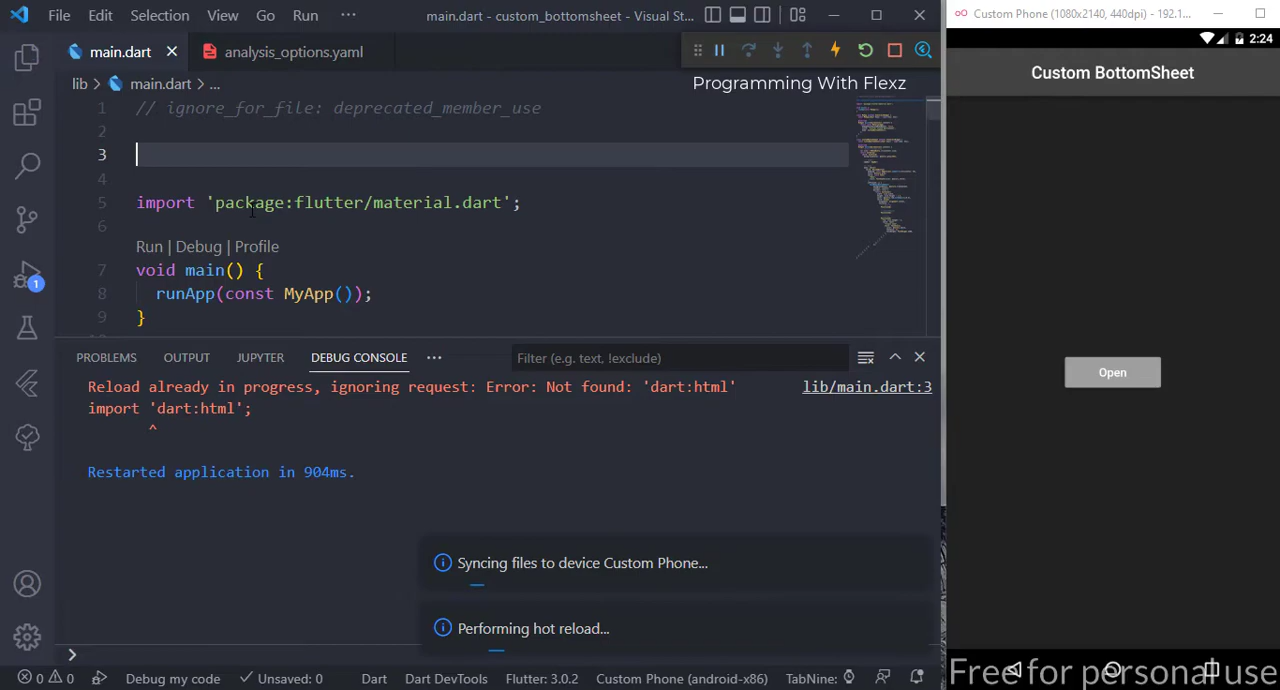 File Edit Selection View Go Run ··· main.dart - custom_bottomsheet - Visual St...
Custom Phone (1080x2140, 440dpi) - 192.1...
main.dart analysis_options.yaml
2:24
lib > main.dart > ...
Programming With Flexz
Custom BottomSheet
1 // ignore_for_file: deprecated_member_use
2
3
4
5 import 'package:flutter/material.dart';
6
Run | Debug | Profile
7 void main() {
8 runApp(const MyApp());
9 }
1
PROBLEMS OUTPUT JUPYTER DEBUG CONSOLE ··· Filter (e.g. text, !exclude)
Open
Reload already in progress, ignoring request: Error: Not found: 'dart:html' lib/main.dart:3
import 'dart:html';
^
Restarted application in 904ms.
Syncing files to device Custom Phone...
Performing hot reload...
>
0 0 Debug my code Unsaved: 0 Dart Dart DevTools Flutter: 3.0.2 Custom Phone (android-x86) TabNine:
Free for personal use